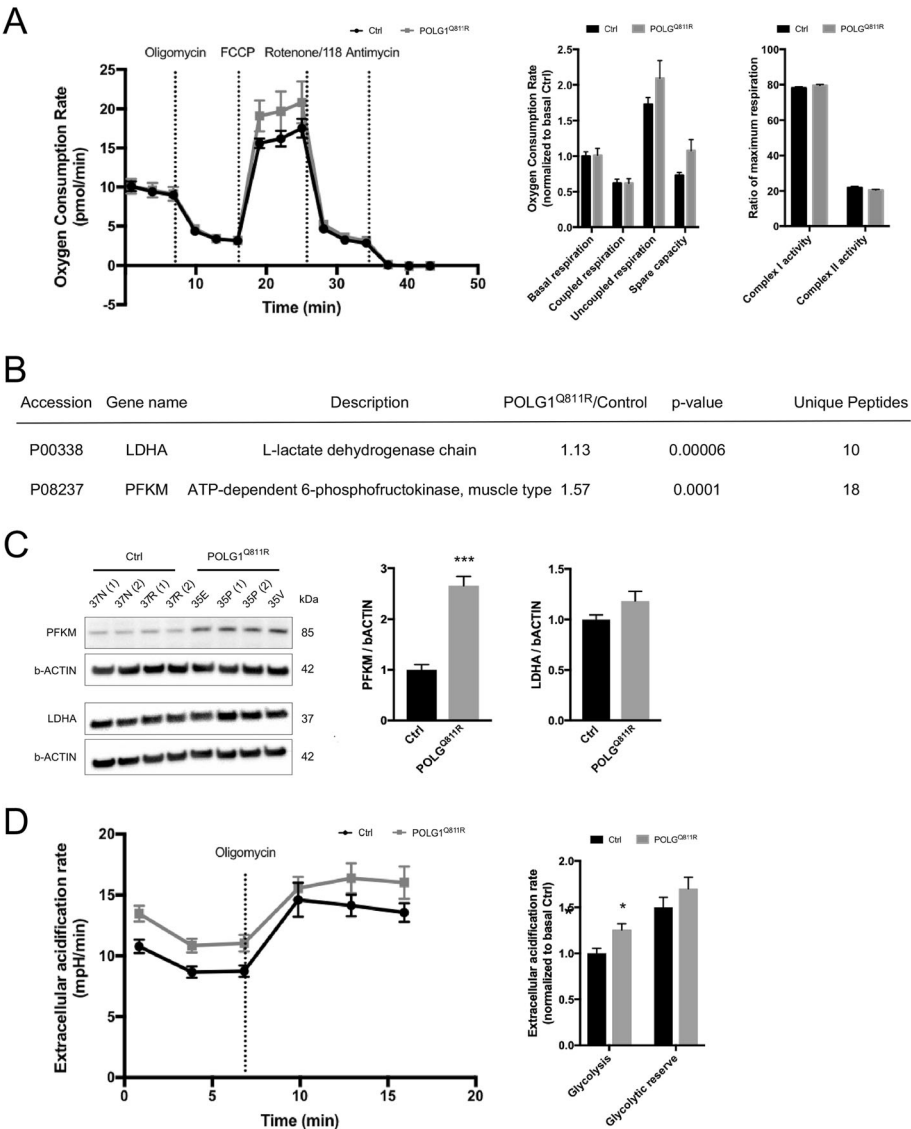 A
Ctrl POLG1Q811R
Oligomycin FCCP Rotenone/118 Antimycin
Oxygen Consumption Rate
(pmol/min)
25
20
15
10
5
0
-5
10 20 30 40 50
Time (min)
Ctrl POLGQ811R
Oxygen Consumption Rate
(normalized to basal Ctrl)
2.5
2.0
1.5
1.0
0.5
0.0
Basal respiration
Coupled respiration
Uncoupled respiration
Spare capacity
Ctrl POLGQ811R
Ratio of maximum respiration
100
80
60
40
20
0
Complex I activity
Complex II activity
B
Accession Gene name Description POLG1Q811R/Control p-value Unique Peptides
P00338 LDHA L-lactate dehydrogenase chain 1.13 0.00006 10
P08237 PFKM ATP-dependent 6-phosphofructokinase, muscle type 1.57 0.0001 18
C
Ctrl POLG1Q811R
37N (1) 37N (2) 37R (1) 37R (2) 35E 35P (1) 35P (2) 35V
kDa
PFKM 85
b-ACTIN 42
LDHA 37
b-ACTIN 42
PFKM / bACTIN
3
2
1
0
***
Ctrl
POLGQ811R
LDHA / bACTIN
1.5
1.0
0.5
0.0
Ctrl
POLGQ811R
D
Ctrl POLG1Q811R
Oligomycin
Extracellular acidification rate
(mpH/min)
20
15
10
5
0
0 5 10 15 20
Time (min)
Ctrl POLGQ811R
Extracellular acidification rate
(normalized to basal Ctrl)
2.0
1.5
1.0
0.5
0.0
*
Glycolysis
Glycolytic reserve